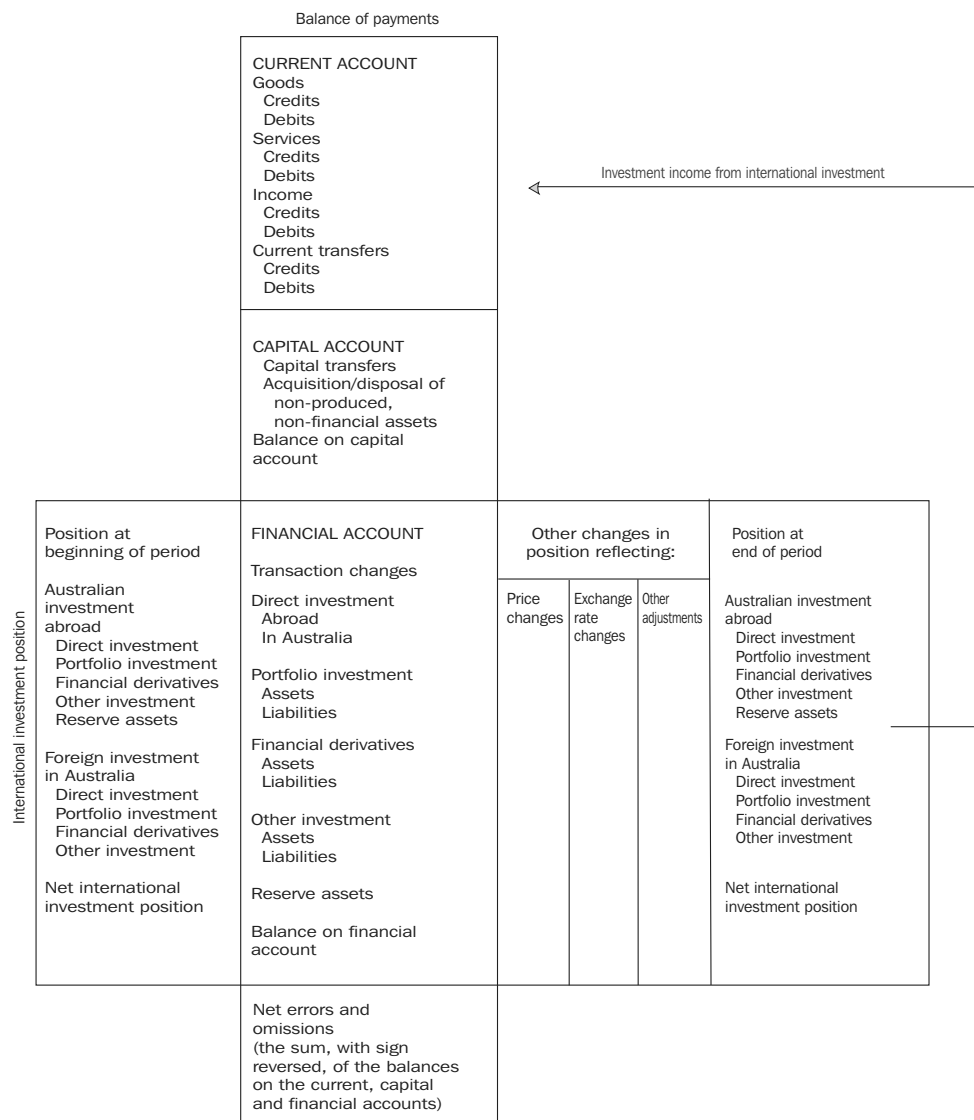 Balance of payments
CURRENT ACCOUNT
Goods
Credits
Debits
Services
Credits
Debits
Income
Credits
Debits
Current transfers
Credits
Debits
Investment income from international investment
CAPITAL ACCOUNT
Capital transfers
Acquisition/disposal of
non-produced,
non-financial assets
Balance on capital
account
International investment position
Position at
beginning of period
Australian
investment
abroad
Direct investment
Portfolio investment
Financial derivatives
Other investment
Reserve assets
Foreign investment
in Australia
Direct investment
Portfolio investment
Financial derivatives
Other investment
Net international
investment position
FINANCIAL ACCOUNT
Transaction changes
Direct investment
Abroad
In Australia
Portfolio investment
Assets
Liabilities
Financial derivatives
Assets
Liabilities
Other investment
Assets
Liabilities
Reserve assets
Balance on financial
account
Other changes in
position reflecting:
Price
changes
Exchange
rate
changes
Other
adjustments
Position at
end of period
Australian investment
abroad
Direct investment
Portfolio investment
Financial derivatives
Other investment
Reserve assets
Foreign investment
in Australia
Direct investment
Portfolio investment
Financial derivatives
Other investment
Net international
investment position
Net errors and
omissions
(the sum, with sign
reversed, of the balances
on the current, capital
and financial accounts)